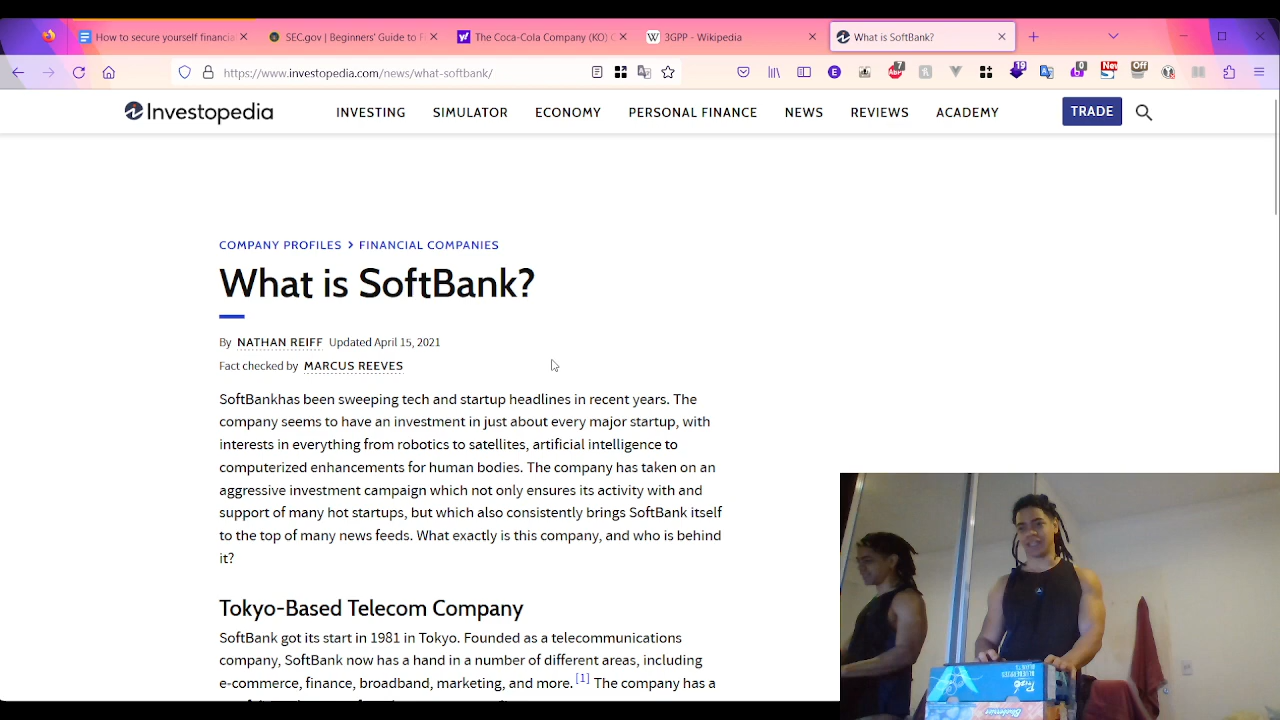 How to secure yourself financia
SEC.gov | Beginners' Guide to F
The Coca-Cola Company (KO)
3GPP - Wikipedia
What is SoftBank?
https://www.investopedia.com/news/what-softbank/
7
19
0
New
Off
Investopedia
INVESTING
SIMULATOR
ECONOMY
PERSONAL FINANCE
NEWS
REVIEWS
ACADEMY
TRADE
COMPANY PROFILES > FINANCIAL COMPANIES
What is SoftBank?
By NATHAN REIFF Updated April 15, 2021
Fact checked by MARCUS REEVES
SoftBankhas been sweeping tech and startup headlines in recent years. The
company seems to have an investment in just about every major startup, with
interests in everything from robotics to satellites, artificial intelligence to
computerized enhancements for human bodies. The company has taken on an
aggressive investment campaign which not only ensures its activity with and
support of many hot startups, but which also consistently brings SoftBank itself
to the top of many news feeds. What exactly is this company, and who is behind
it?
Tokyo-Based Telecom Company
SoftBank got its start in 1981 in Tokyo. Founded as a telecommunications
company, SoftBank now has a hand in a number of different areas, including
e-commerce, finance, broadband, marketing, and more.[1] The company has a
BLUEBERRIES